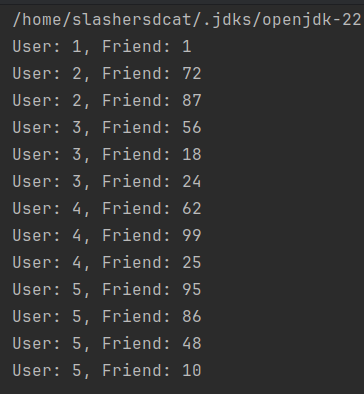 /home/slashersdcat/.jdks/openjdk-22
User: 1, Friend: 1
User: 2, Friend: 72
User: 2, Friend: 87
User: 3, Friend: 56
User: 3, Friend: 18
User: 3, Friend: 24
User: 4, Friend: 62
User: 4, Friend: 99
User: 4, Friend: 25
User: 5, Friend: 95
User: 5, Friend: 86
User: 5, Friend: 48
User: 5, Friend: 10